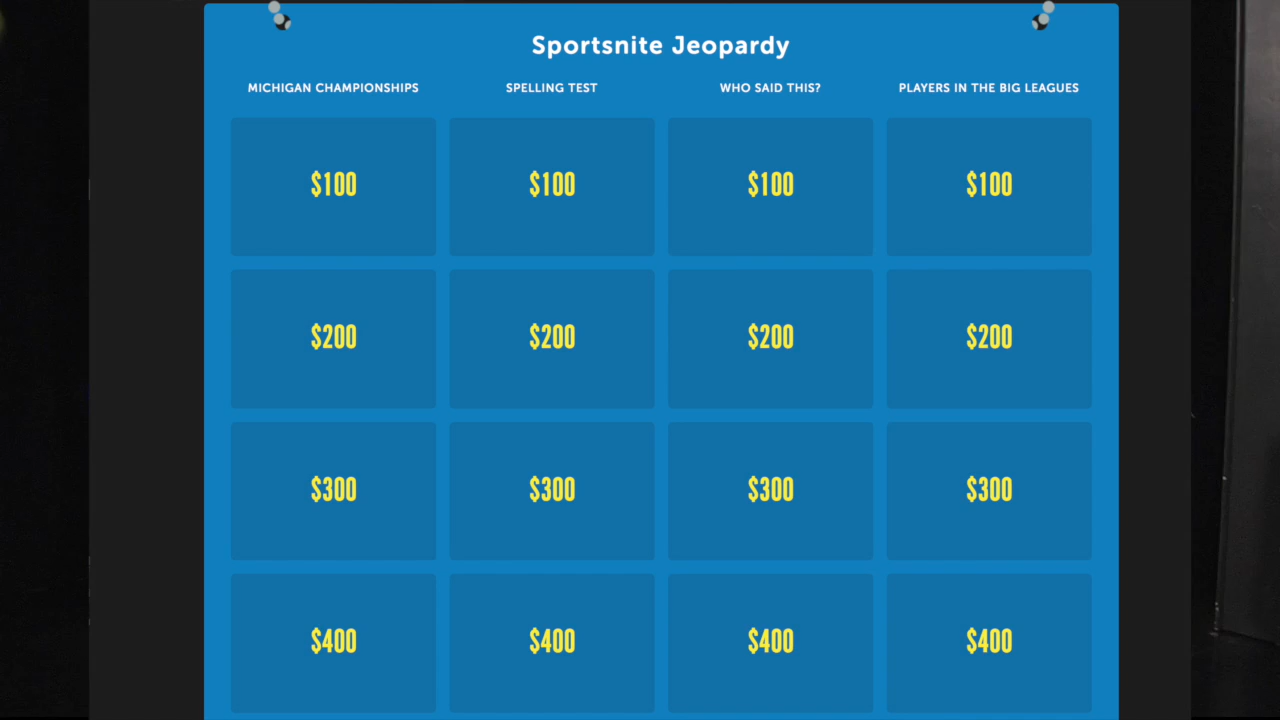 Sportsnite Jeopardy
MICHIGAN CHAMPIONSHIPS SPELLING TEST WHO SAID THIS? PLAYERS IN THE BIG LEAGUES
$100 $100 $100 $100
$200 $200 $200 $200
$300 $300 $300 $300
$400 $400 $400 $400